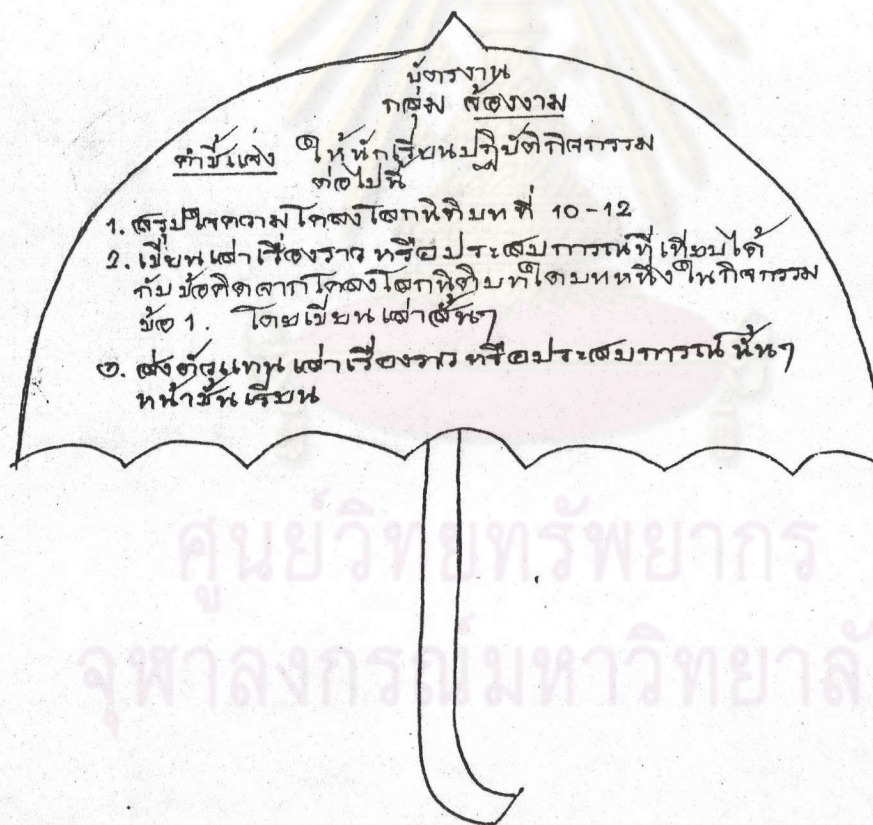 บัตรงาน
กลุ่ม ซ้องงาม
คำชี้แจง ให้นักเรียนปฏิบัติกิจกรรม
ต่อไปนี้
1. สรุปใจความโคลงโลกนิติบทที่ 10-12
2. เขียนเล่าเรื่องราว หรือประสบการณ์ที่เทียบได้
กับข้อคิดจากโคลงโลกนิติบทใดบทหนึ่งในกิจกรรม
ข้อ 1. โดยเขียนเล่าสั้นๆ
๓. ส่งตัวแทนเล่าเรื่องราวหรือประสบการณ์นั้นๆ
หน้าชั้นเรียน
ศูนย์วิทยทรัพยากร
จุฬาลงกรณ์มหาวิทยาลั